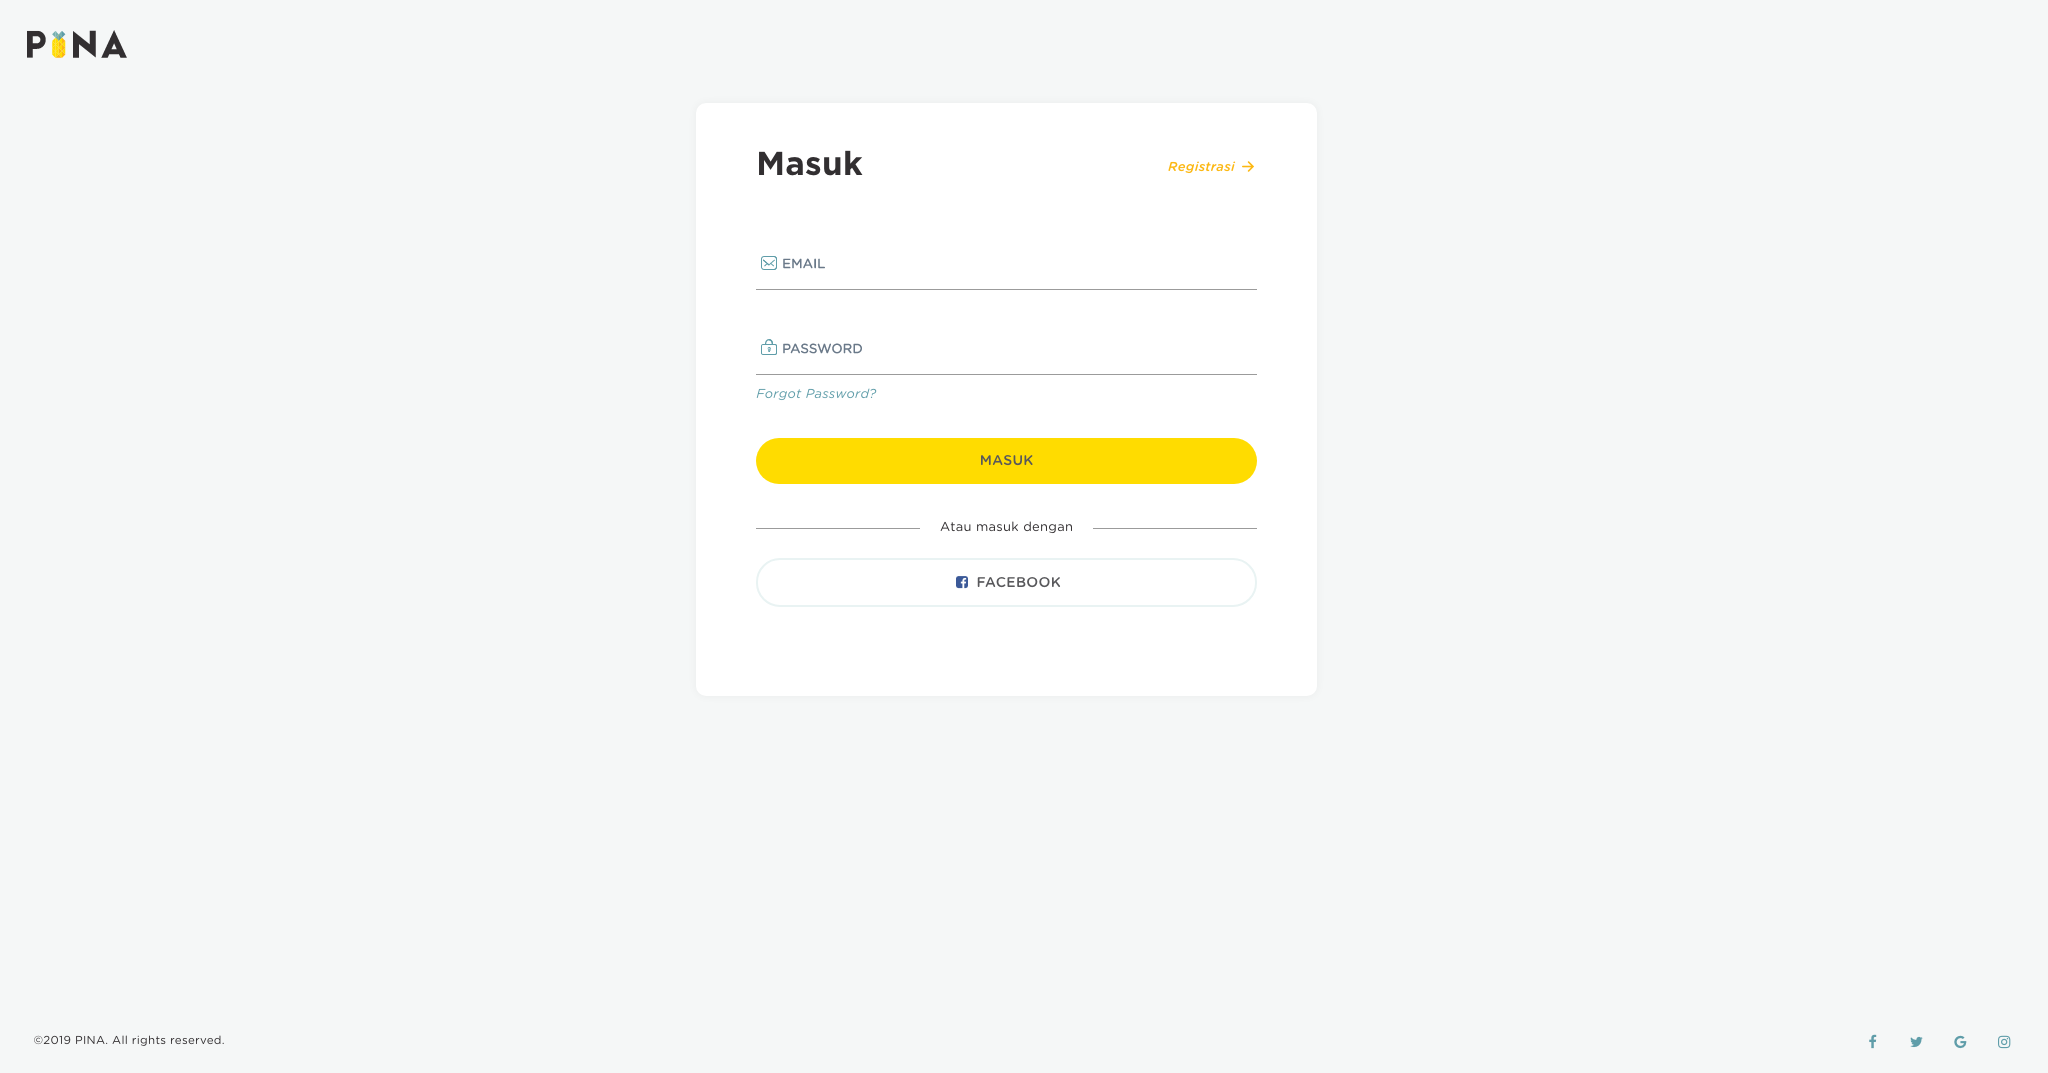 PINA
Masuk
Registrasi
EMAIL
PASSWORD
Forgot Password?
MASUK
Atau masuk dengan
FACEBOOK
©2019 PINA. All rights reserved.